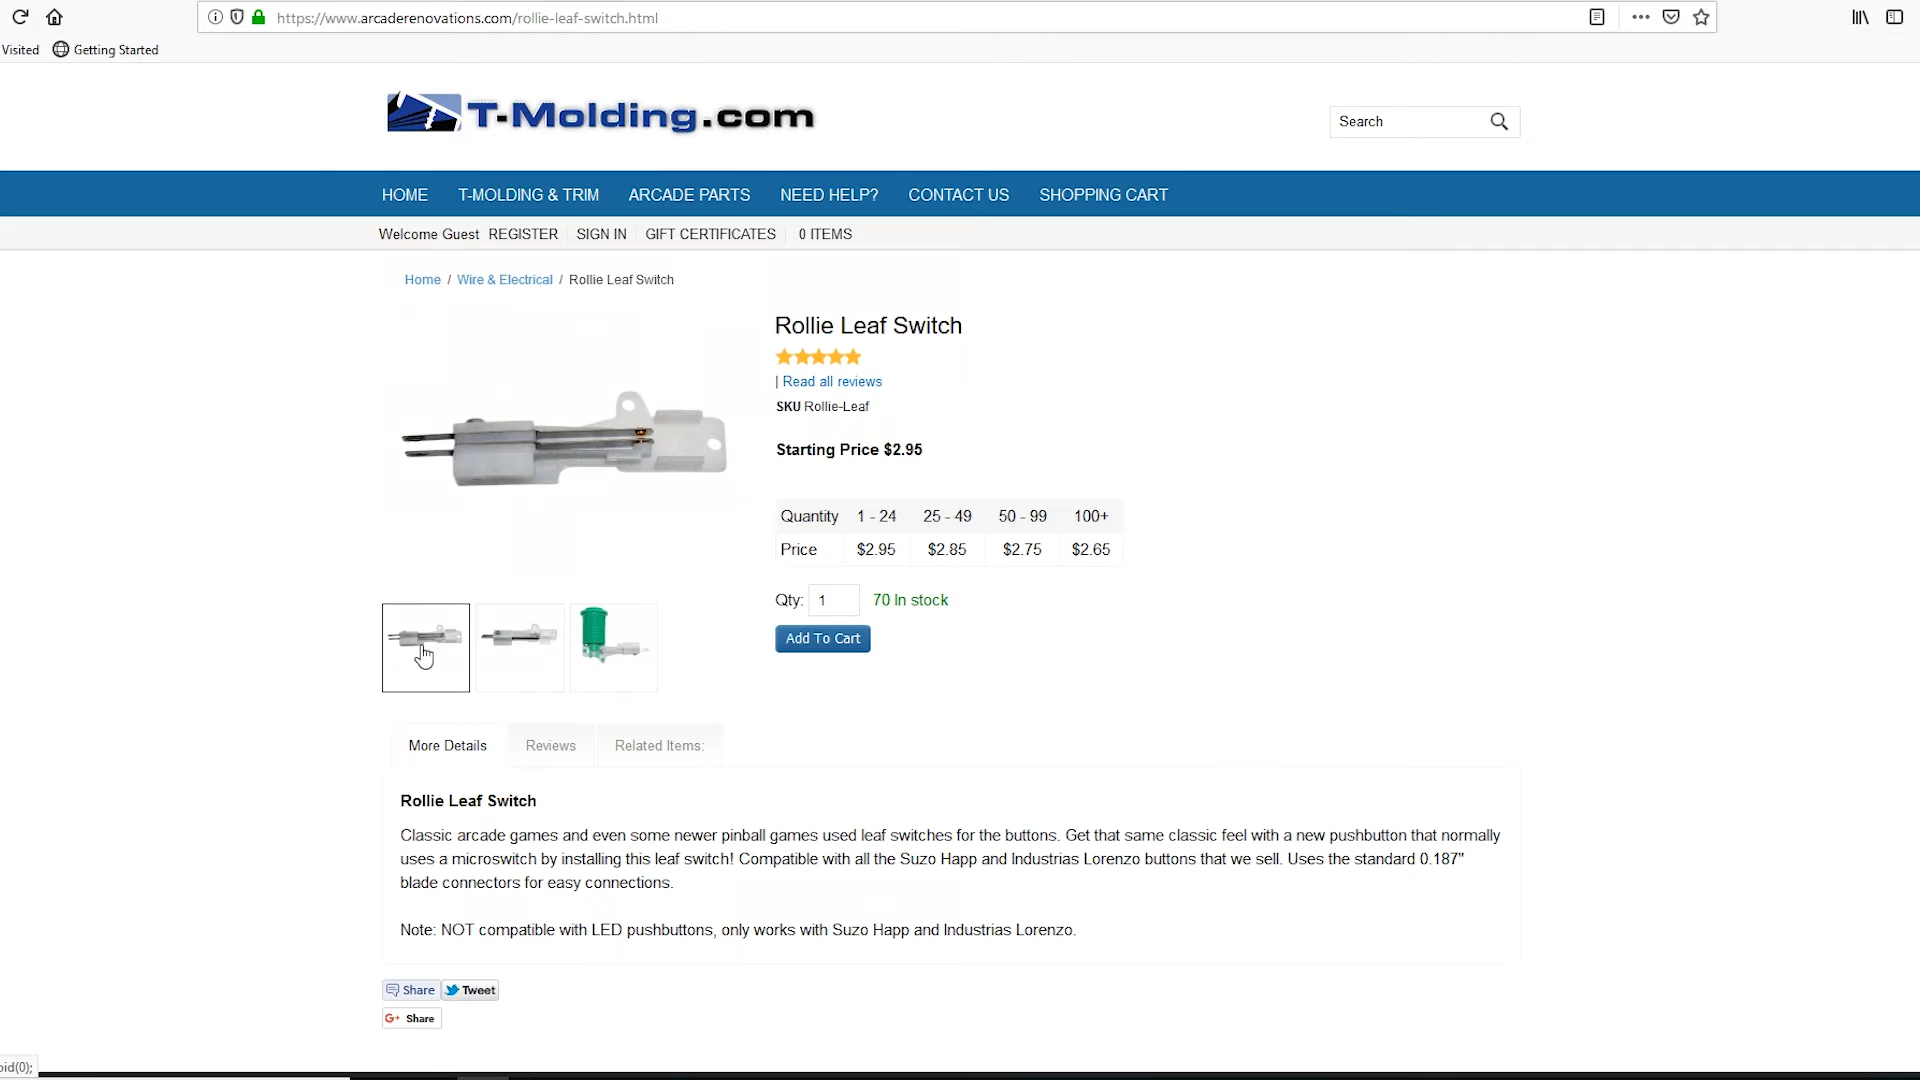 https://www.arcaderenovations.com/rollie-leaf-switch.html
Visited Getting Started
T-Molding.com
Search
HOME T-MOLDING & TRIM ARCADE PARTS NEED HELP? CONTACT US SHOPPING CART
Welcome Guest REGISTER SIGN IN GIFT CERTIFICATES 0 ITEMS
Home / Wire & Electrical / Rollie Leaf Switch
Rollie Leaf Switch
| Read all reviews
SKU Rollie-Leaf
Starting Price $2.95
Quantity 1 - 24 25 - 49 50 - 99 100+
Price $2.95 $2.85 $2.75 $2.65
Qty: 1 70 In stock
Add To Cart
More Details Reviews Related Items:
Rollie Leaf Switch
Classic arcade games and even some newer pinball games used leaf switches for the buttons. Get that same classic feel with a new pushbutton that normally
uses a microswitch by installing this leaf switch! Compatible with all the Suzo Happ and Industrias Lorenzo buttons that we sell. Uses the standard 0.187"
blade connectors for easy connections.
Note: NOT compatible with LED pushbuttons, only works with Suzo Happ and Industrias Lorenzo.
Share Tweet
G+ Share
oid(0);